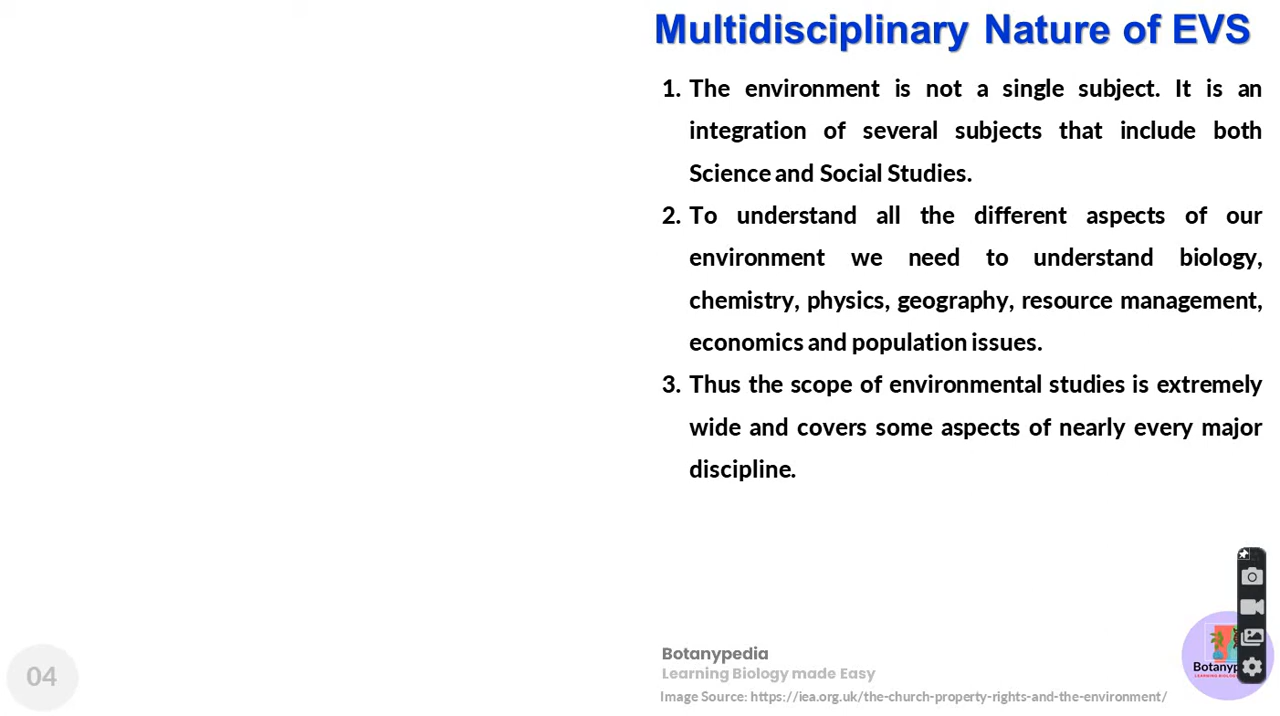 Multidisciplinary Nature of EVS
1. The environment is not a single subject. It is an
integration of several subjects that include both
Science and Social Studies.
2. To understand all the different aspects of our
environment we need to understand biology,
chemistry, physics, geography, resource management,
economics and population issues.
3. Thus the scope of environmental studies is extremely
wide and covers some aspects of nearly every major
discipline.
04
Botanypedia
Learning Biology made Easy
Image Source: https://iea.org.uk/the-church-property-rights-and-the-environment/